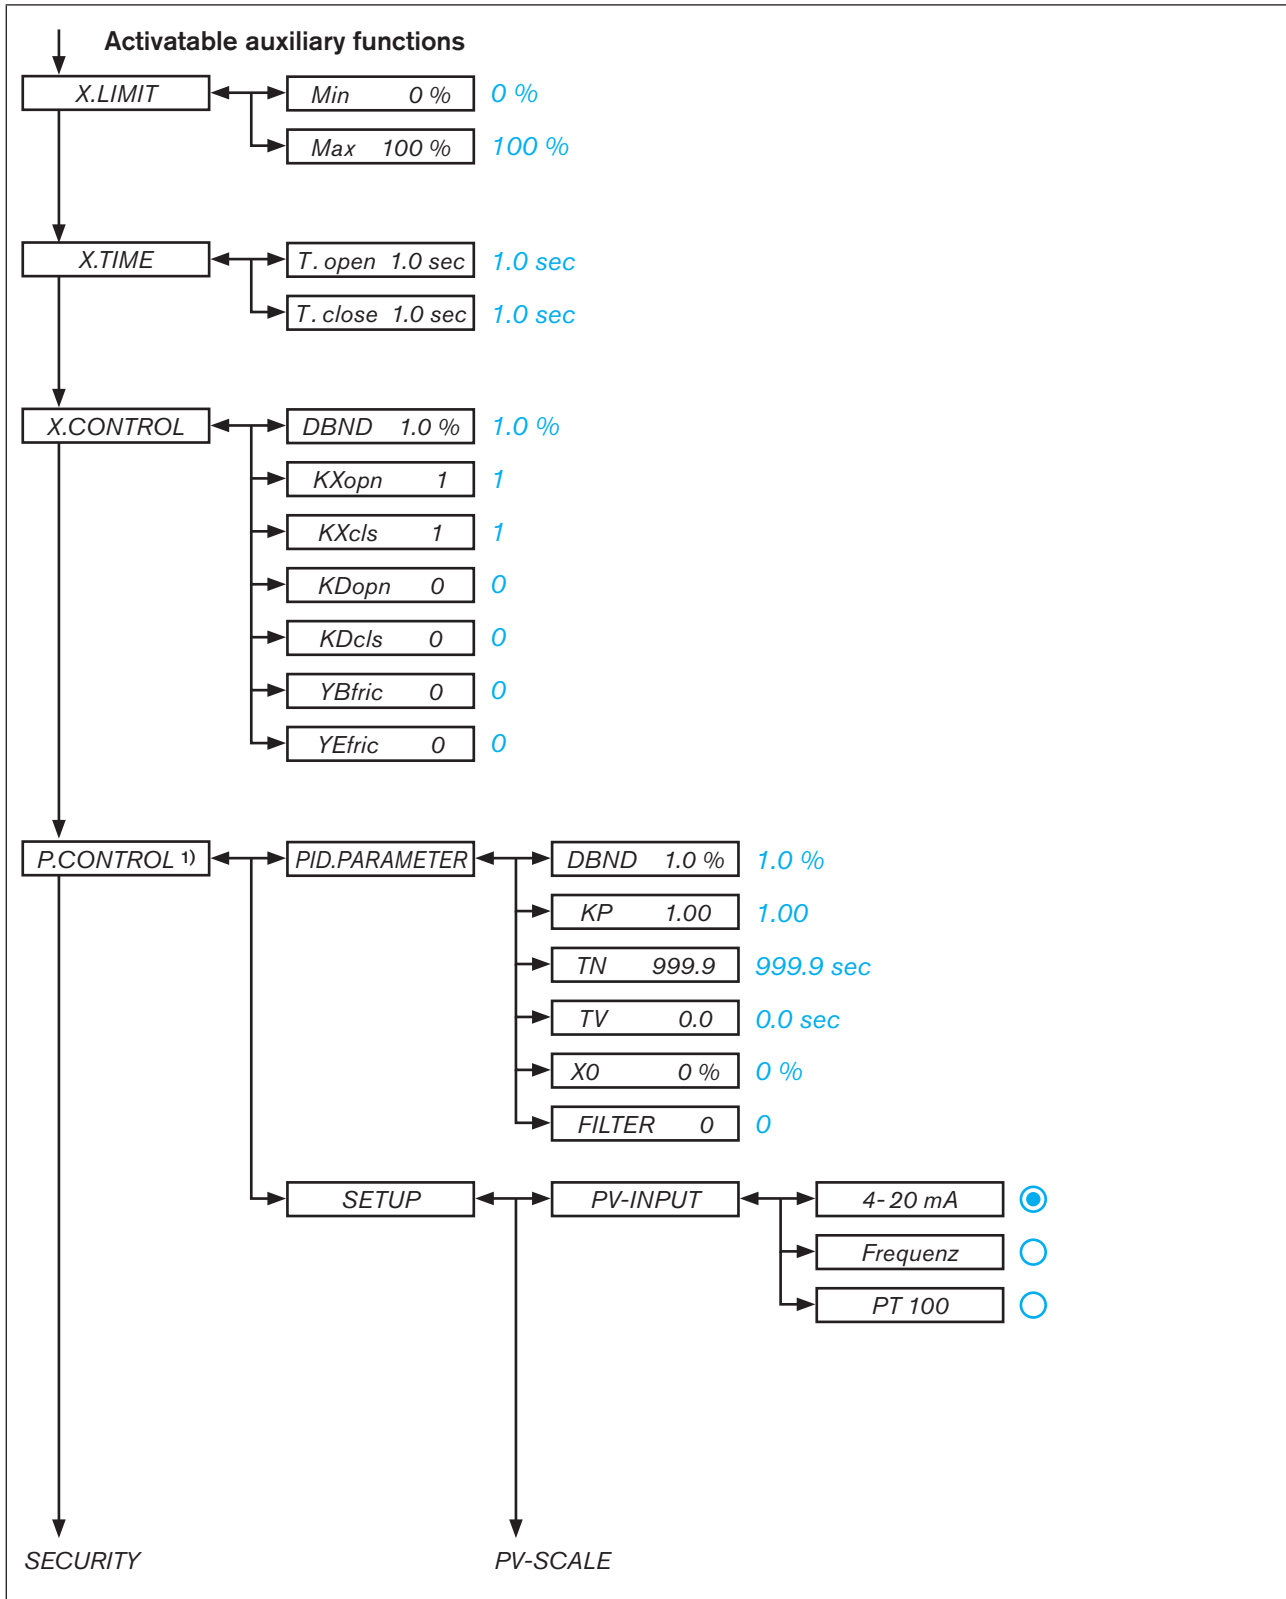 Activatable auxiliary functions
X.LIMIT Min 0 % 0 %
Max 100 % 100 %
X.TIME T. open 1.0 sec 1.0 sec
T. close 1.0 sec 1.0 sec
X.CONTROL DBND 1.0 % 1.0 %
KXopn 1 1
KXcls 1 1
KDopn 0 0
KDcls 0 0
YBfric 0 0
YEfric 0 0
P.CONTROL 1) PID.PARAMETER DBND 1.0 % 1.0 %
KP 1.00 1.00
TN 999.9 999.9 sec
TV 0.0 0.0 sec
X0 0 % 0 %
FILTER 0 0
SETUP PV-INPUT 4-20 mA
Frequenz
PT 100
SECURITY PV-SCALE